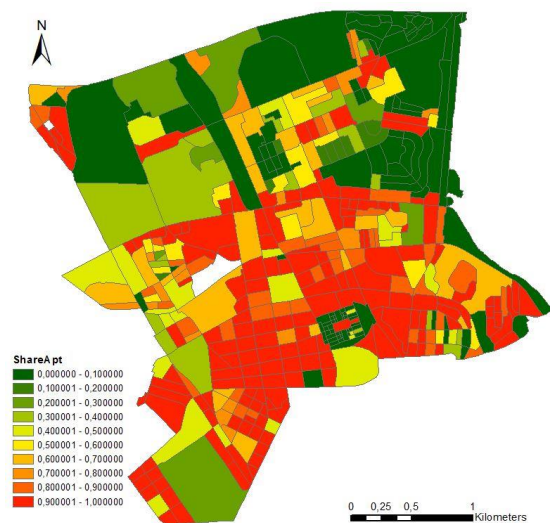 N
ShareApt
0,000000 - 0,100000
0,100001 - 0,200000
0,200001 - 0,300000
0,300001 - 0,400000
0,400001 - 0,500000
0,500001 - 0,600000
0,600001 - 0,700000
0,700001 - 0,800000
0,800001 - 0,900000
0,900001 - 1,000000
0 0,25 0,5 1
Kilometers